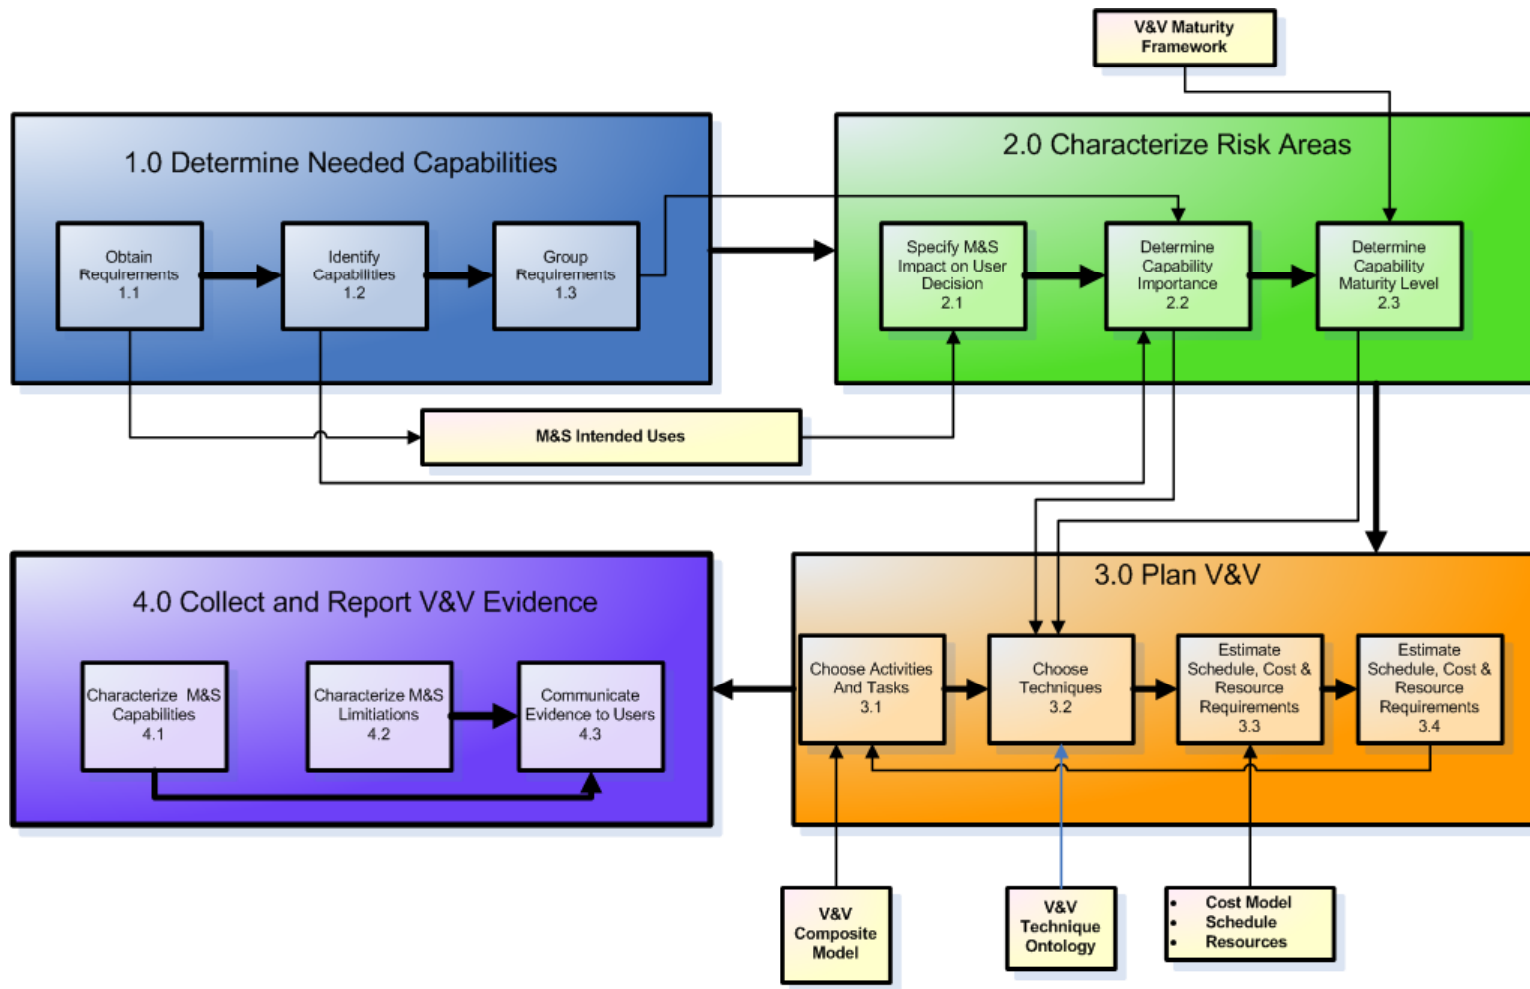 V&V Maturity
Framework
1.0 Determine Needed Capabilities
Obtain
Requirements
1.1
Identify
Capabilities
1.2
Group
Requirements
1.3
2.0 Characterize Risk Areas
Specify M&S
Impact on User
Decision
2.1
Determine
Capability
Importance
2.2
Determine
Capability
Maturity Level
2.3
M&S Intended Uses
4.0 Collect and Report V&V Evidence
Characterize M&S
Capabilities
4.1
Characterize M&S
Limitiations
4.2
Communicate
Evidence to Users
4.3
3.0 Plan V&V
Choose Activities
And Tasks
3.1
Choose
Techniques
3.2
Estimate
Schedule, Cost &
Resource
Requirements
3.3
Estimate
Schedule, Cost &
Resource
Requirements
3.4
V&V
Composite
Model
V&V
Technique
Ontology
• Cost Model
• Schedule
• Resources